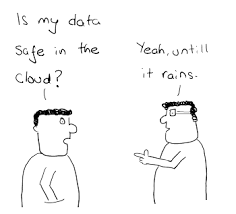 Is my data
safe in the
cloud?
Yeah, untill
it rains.